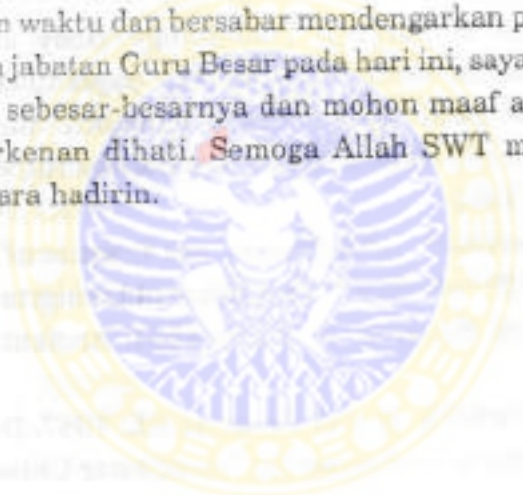 n waktu dan bersabar mendengarkan p
jabatan Guru Besar pada hari ini, saya
sebesar-besarnya dan mohon maaf a
rkenan dihati. Semoga Allah SWT m
ara hadirin.